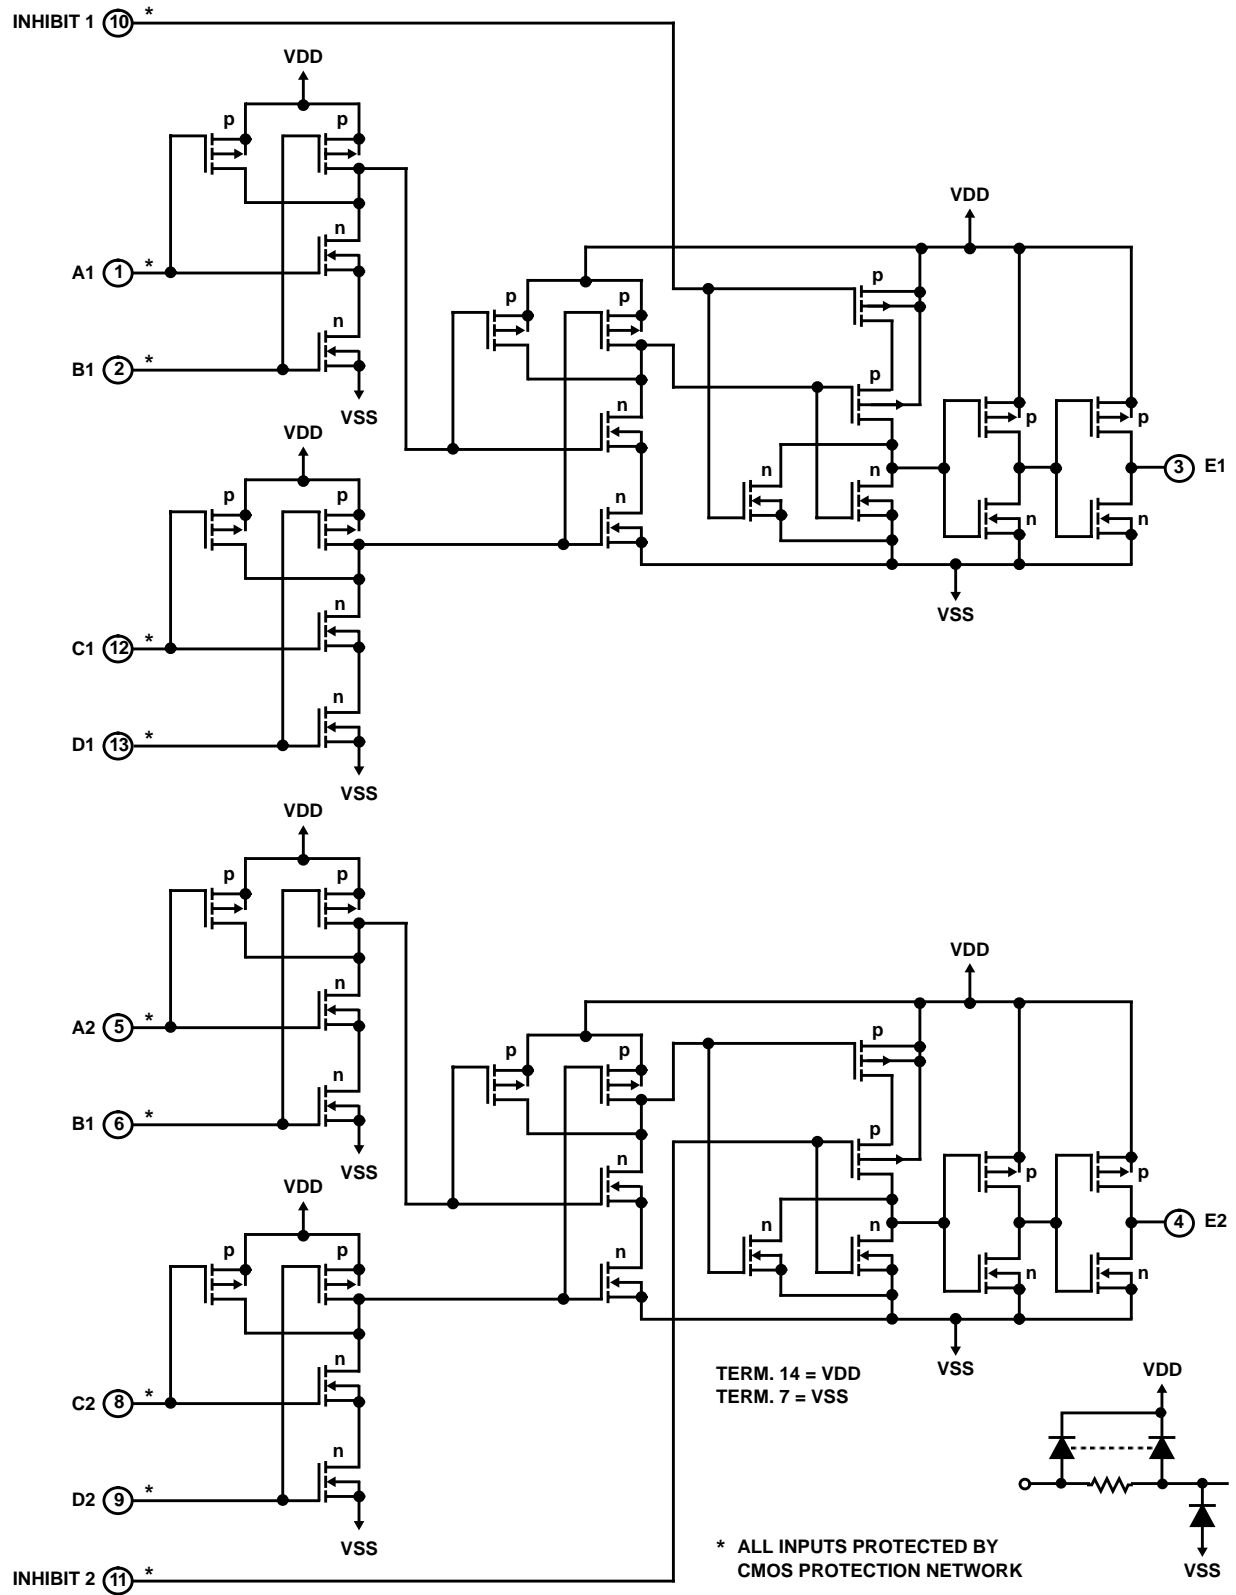 INHIBIT 1 10 *
VDD
p p
n
A1 1 *
n
B1 2 *
VSS
VDD
p p
n
C1 12 *
n
D1 13 *
VSS
VDD
p p
n
n
p
p
n n
p p
n n
3 E1
VSS
VDD
p p
n
A2 5 *
n
B1 6 *
VSS
VDD
p p
n
C2 8 *
n
D2 9 *
VSS
INHIBIT 2 11 *
VDD
p p
n
n
p
p
n n
p p
n n
4 E2
VSS
TERM. 14 = VDD
TERM. 7 = VSS
VDD
VSS
* ALL INPUTS PROTECTED BY
CMOS PROTECTION NETWORK